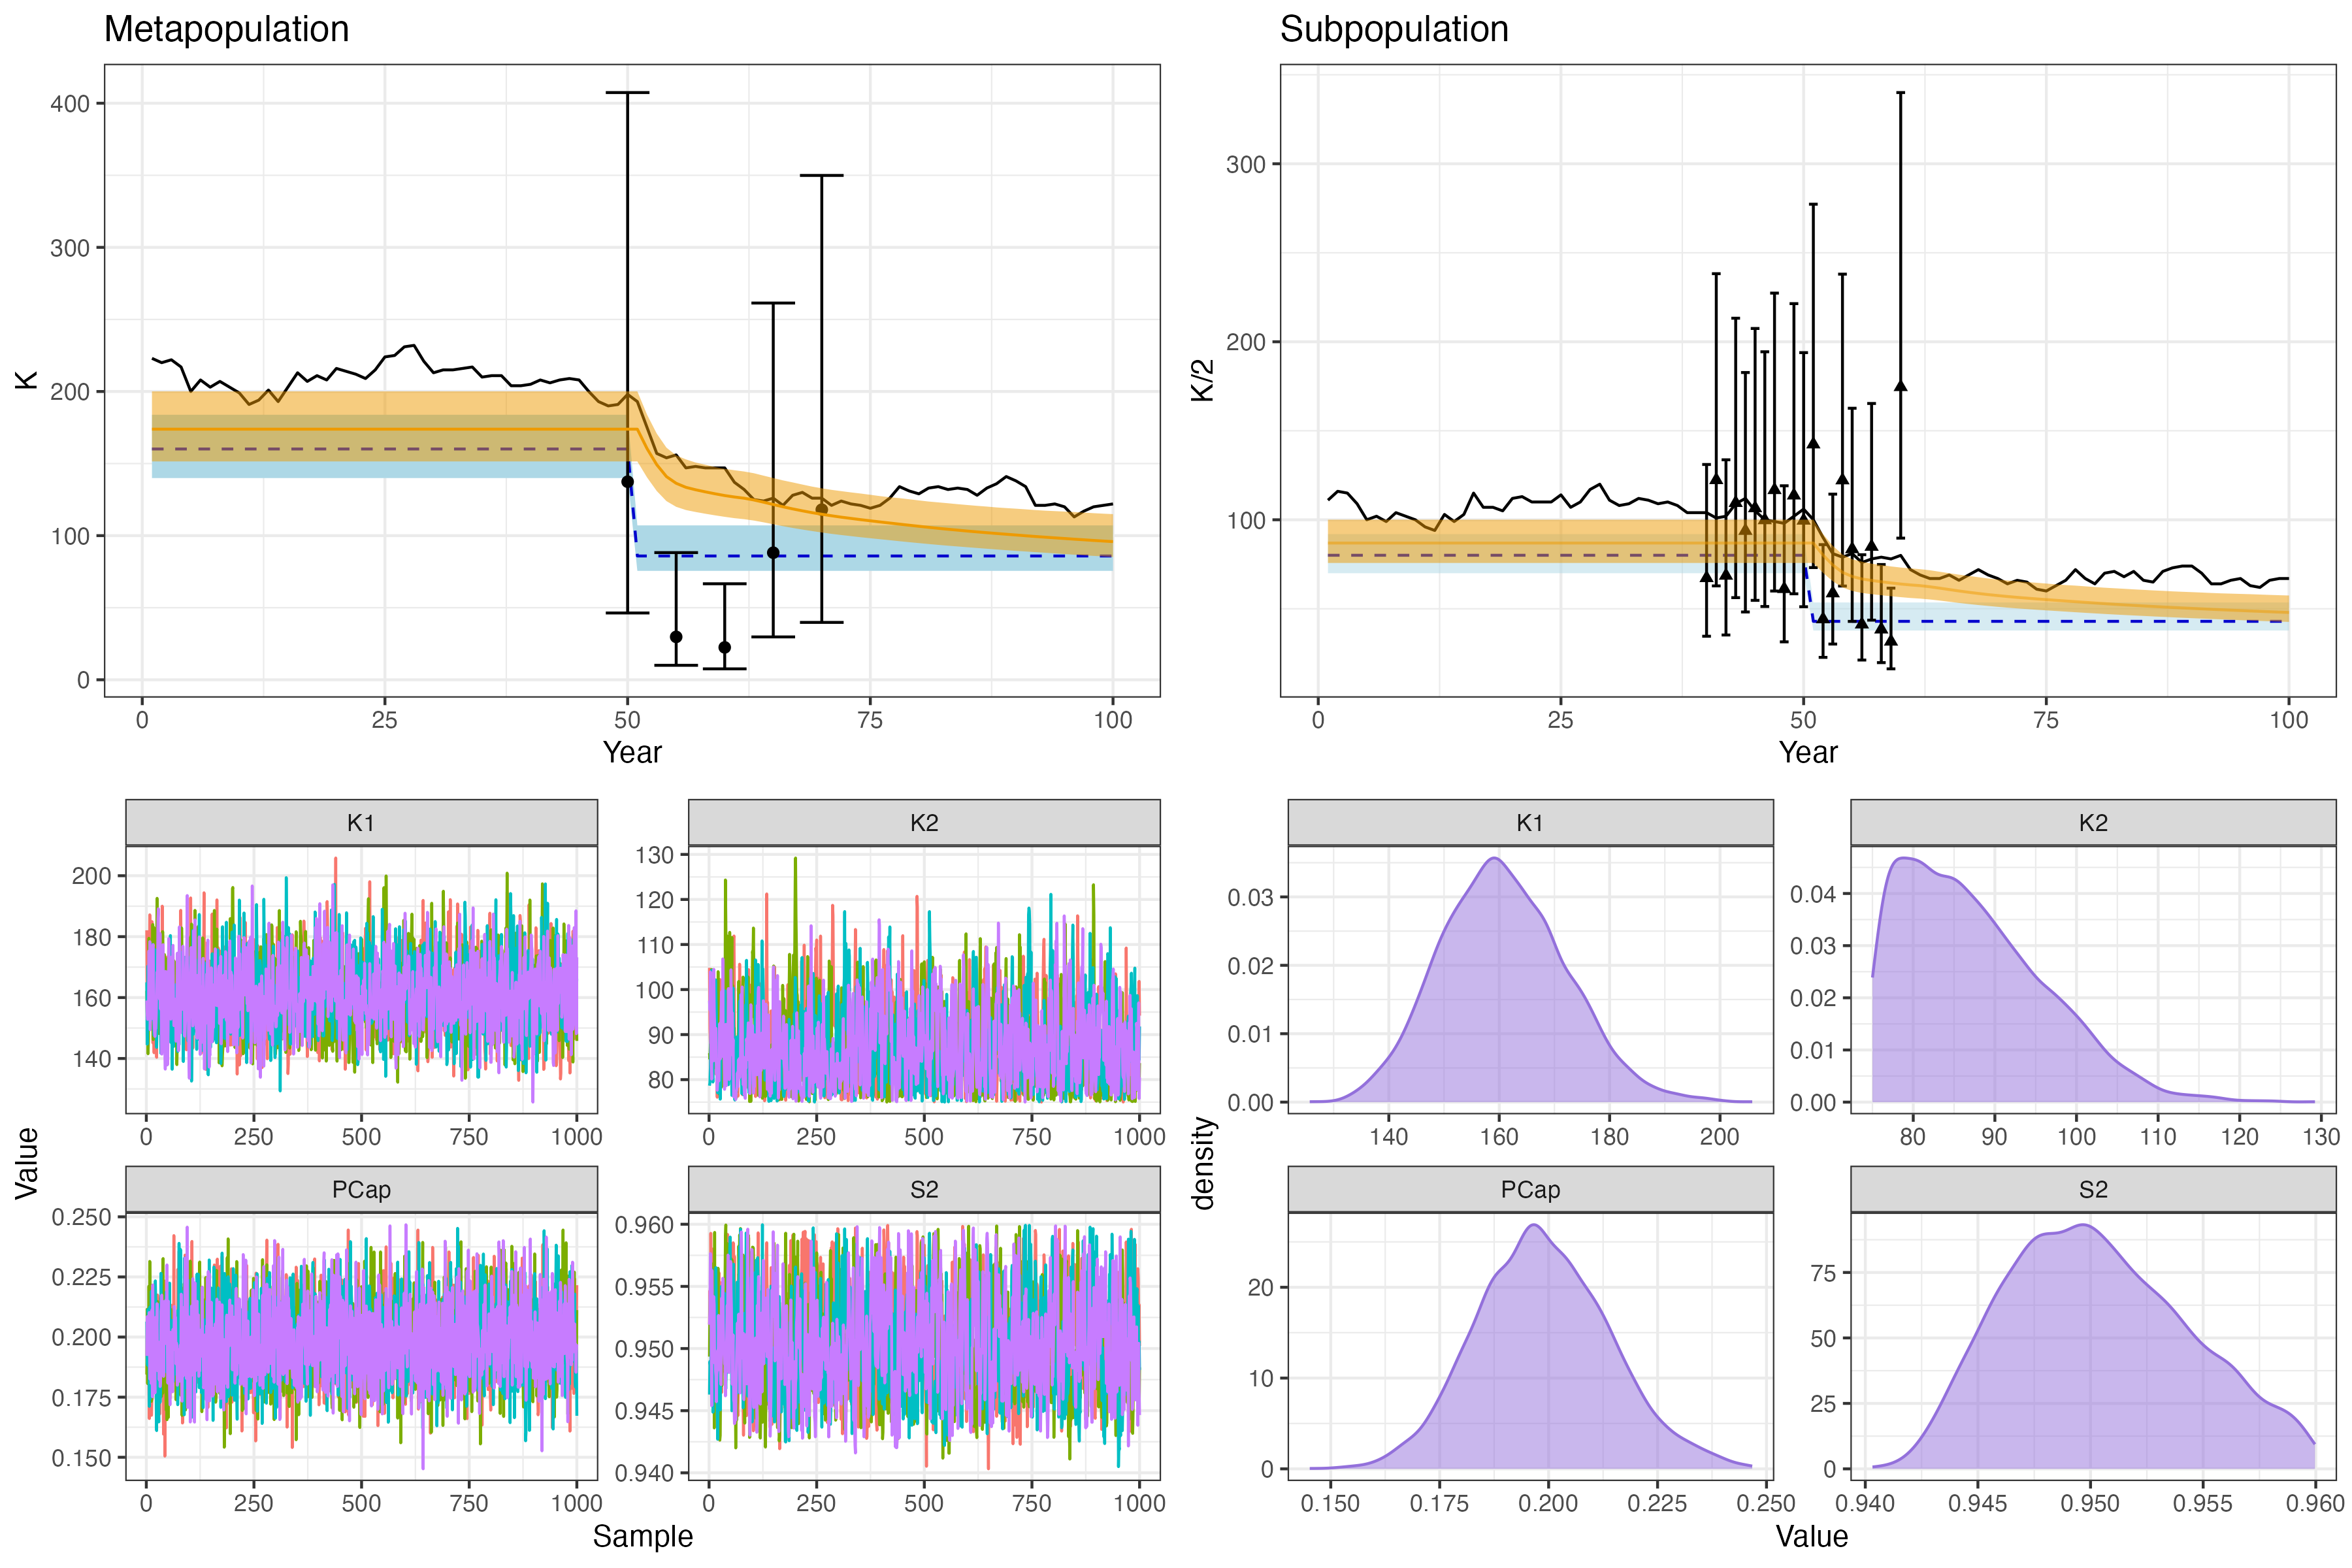 Metapopulation
Subpopulation
400
300
200
100
0
K
0 25 50 75 100
Year
300
200
100
K/2
0 25 50 75 100
Year
K1
200
180
160
140
0 250 500 750 1000
K2
130
120
110
100
90
80
0 250 500 750 1000
PCap
0.250
0.225
0.200
0.175
0.150
0 250 500 750 1000
S2
0.960
0.955
0.950
0.945
0.940
0 250 500 750 1000
Value
Sample
K1
0.03
0.02
0.01
0.00
140 160 180 200
K2
0.04
0.03
0.02
0.01
0.00
80 90 100 110 120 130
PCap
20
10
0
0.150 0.175 0.200 0.225 0.250
S2
75
50
25
0
0.940 0.945 0.950 0.955 0.960
density
Value